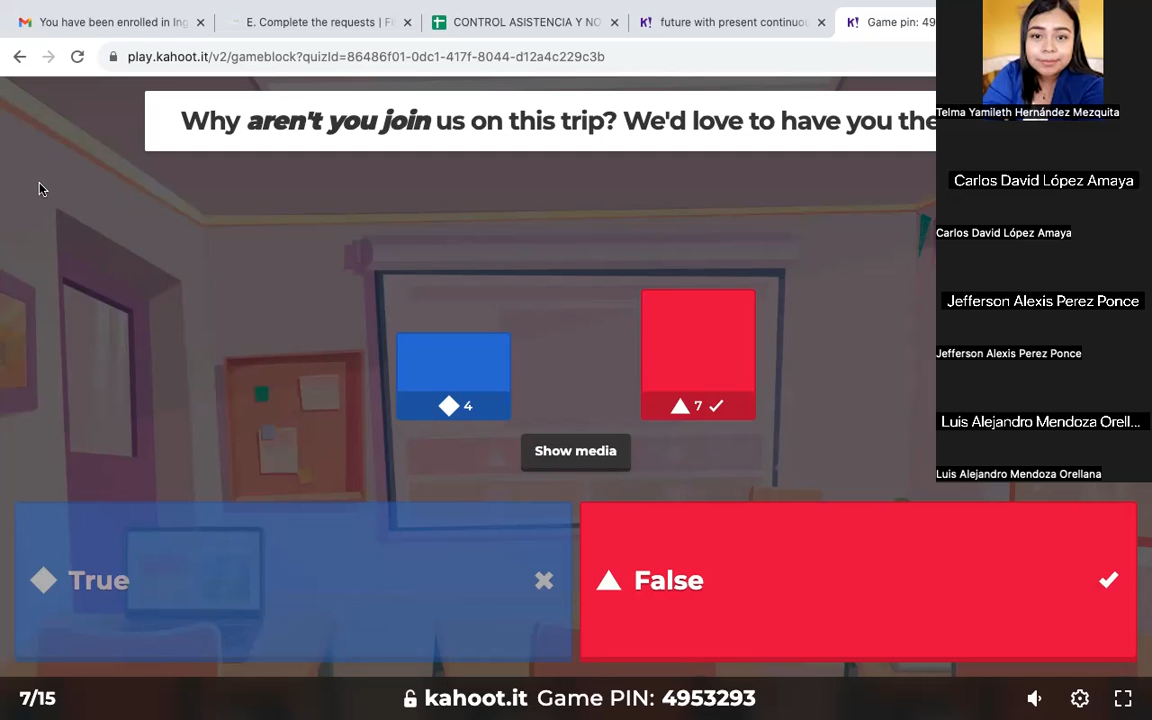 You have been enrolled in Ing
E. Complete the requests | Fi
CONTROL ASISTENCIA Y NO
K! future with present continuou
K! Game pin: 49
play.kahoot.it/v2/gameblock?quizId=86486f01-0dc1-417f-8044-d12a4c229c3b
Why aren't you join us on this trip? We'd love to have you the
Telma Yamileth Hernández Mezquita
Carlos David López Amaya
Carlos David López Amaya
Jefferson Alexis Perez Ponce
Jefferson Alexis Perez Ponce
Luis Alejandro Mendoza Orell...
Luis Alejandro Mendoza Orellana
4
7
Show media
True
False
7/15
kahoot.it Game PIN: 4953293